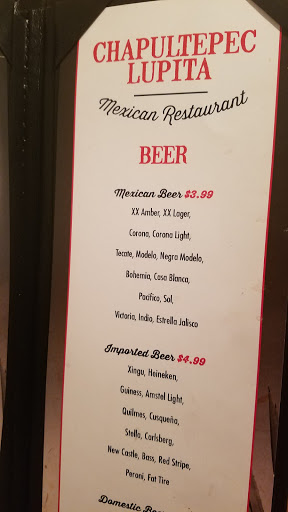 CHAPULTEPEC
LUPITA
Mexican Restaurant
BEER
Mexican Beer $3.99
XX Amber, XX Lager,
Corona, Corona Light,
Tecate, Modelo, Negra Modelo,
Bohemia, Casa Blanca,
Pacifico, Sol,
Victoria, Indio, Estrella Jalisco
Imported Beer $4.99
Xingu, Heineken,
Guiness, Amstel Light,
Quilmes, Cusqueña,
Stella, Carlsberg,
New Castle, Bass, Red Stripe,
Peroni, Fat Tire
Domestic Bee